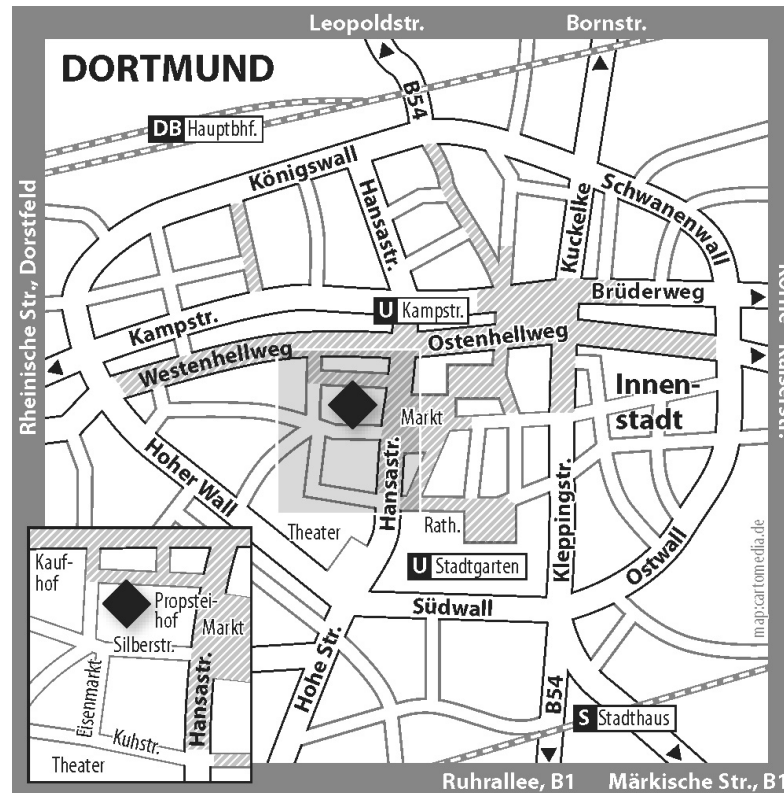 Leopoldstr.
Bornstr.
DORTMUND
B54
DB Hauptbhf.
Königswall
Hansastr.
Kuckelke
Schwanenwall
Rheinische Str., Dorstfeld
U Kampstr.
Brüderweg
Kampstr.
Westenhellweg
Ostenhellweg
Innen-
stadt
Markt
Hansastr.
Hoher Wall
Theater
Rath.
Kleppingstr.
U Stadtgarten
Ostwall
map:cartomedia.de
Südwall
Hohe Str.
B54
S Stadthaus
Kauf-
hof
Propstei-
hof
Markt
Silberstr.
Eisenmarkt
Hansastr.
Kuhstr.
Theater
Ruhrallee, B1
Märkische Str., B1